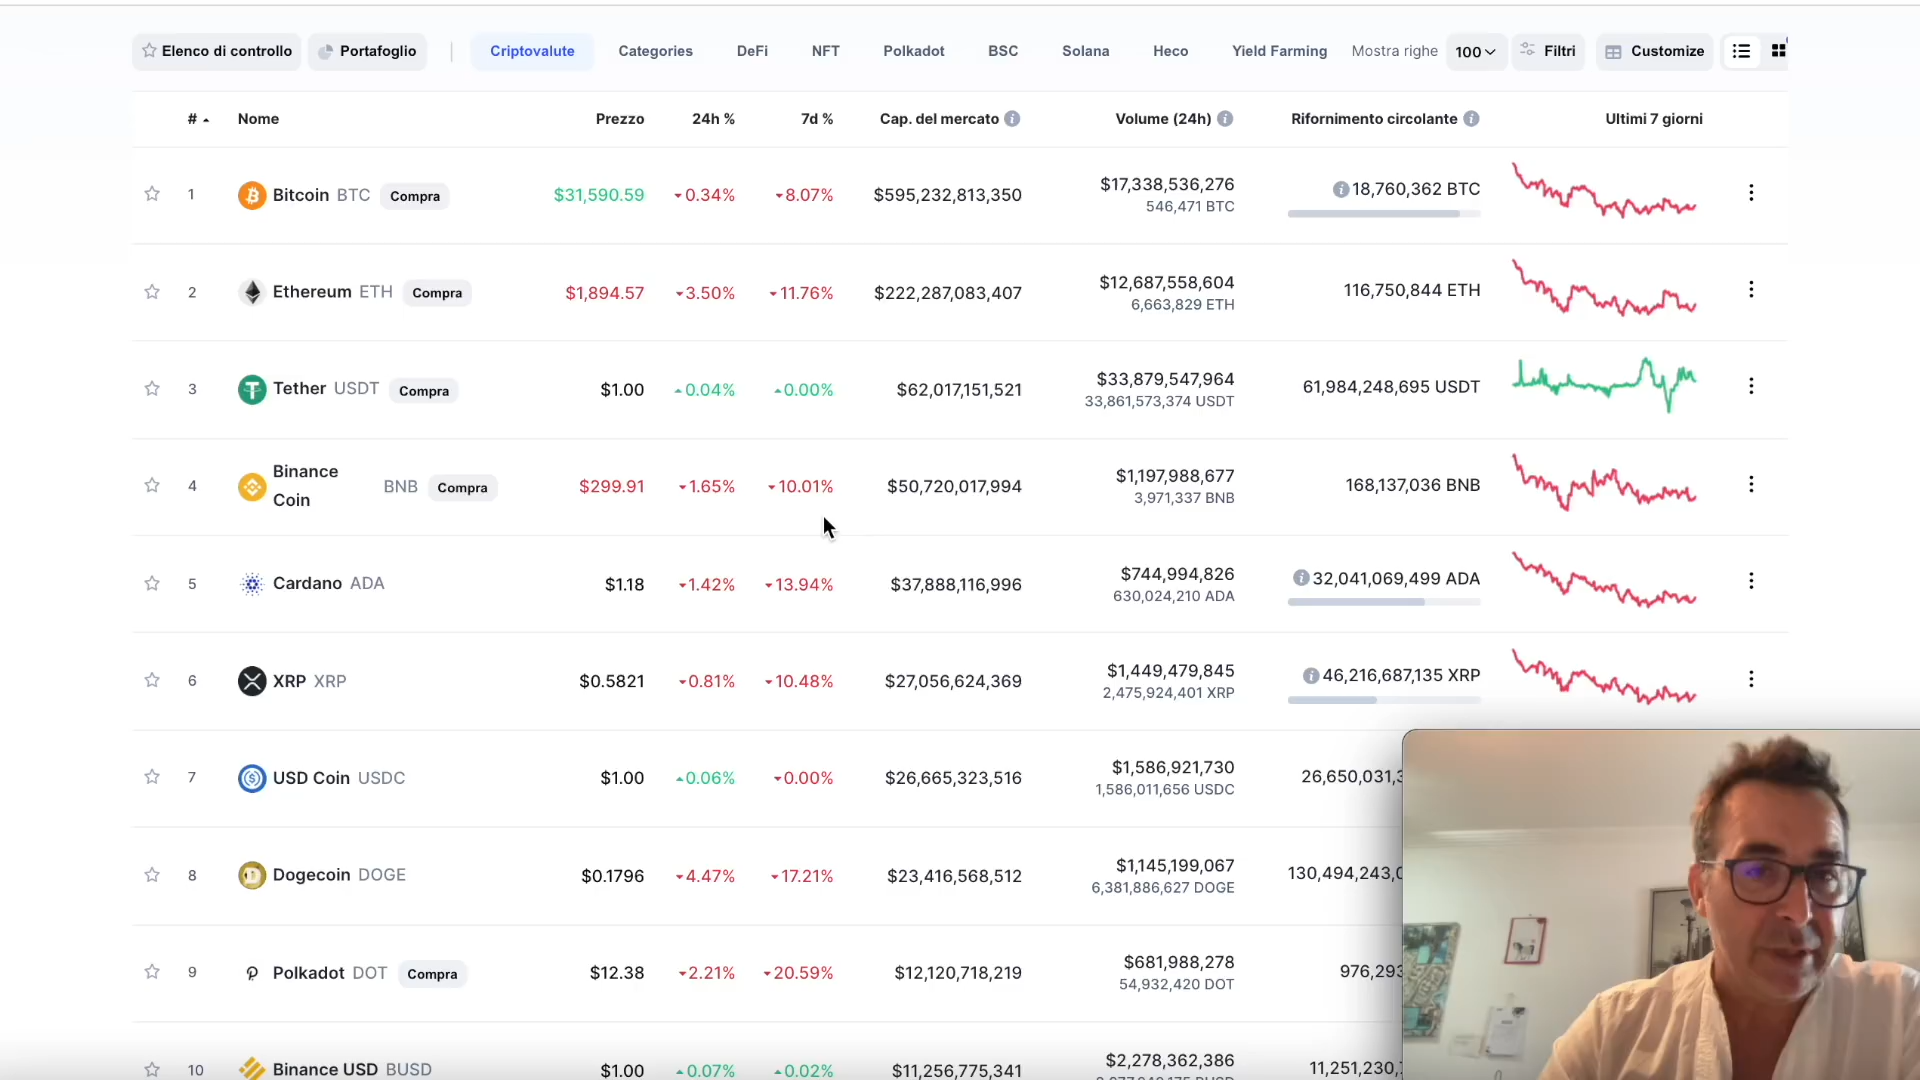 Elenco di controllo Portafoglio Criptovalute Categories DeFi NFT Polkadot BSC Solana Heco Yield Farming Mostra righe 100 Filtri Customize
# Nome Prezzo 24h % 7d % Cap. del mercato Volume (24h) Rifornimento circolante Ultimi 7 giorni
1 Bitcoin BTC Compra $31,590.59 0.34% 8.07% $595,232,813,350 $17,338,536,276 18,760,362 BTC
546,471 BTC
2 Ethereum ETH Compra $1,894.57 3.50% 11.76% $222,287,083,407 $12,687,558,604 116,750,844 ETH
6,663,829 ETH
3 Tether USDT Compra $1.00 0.04% 0.00% $62,017,151,521 $33,879,547,964 61,984,248,695 USDT
33,861,573,374 USDT
4 Binance Coin BNB Compra $299.91 1.65% 10.01% $50,720,017,994 $1,197,988,677 168,137,036 BNB
3,971,337 BNB
5 Cardano ADA $1.18 1.42% 13.94% $37,888,116,996 $744,994,826 32,041,069,499 ADA
630,024,210 ADA
6 XRP XRP $0.5821 0.81% 10.48% $27,056,624,369 $1,449,479,845 46,216,687,135 XRP
2,475,924,401 XRP
7 USD Coin USDC $1.00 0.06% 0.00% $26,665,323,516 $1,586,921,730 26,650,031,
1,586,011,656 USDC
8 Dogecoin DOGE $0.1796 4.47% 17.21% $23,416,568,512 $1,145,199,067 130,494,243,
6,381,886,627 DOGE
9 Polkadot DOT Compra $12.38 2.21% 20.59% $12,120,718,219 $681,988,278 976,293
54,932,420 DOT
10 Binance USD BUSD $1.00 0.07% 0.02% $11,256,775,341 $2,278,362,386 11,251,230,